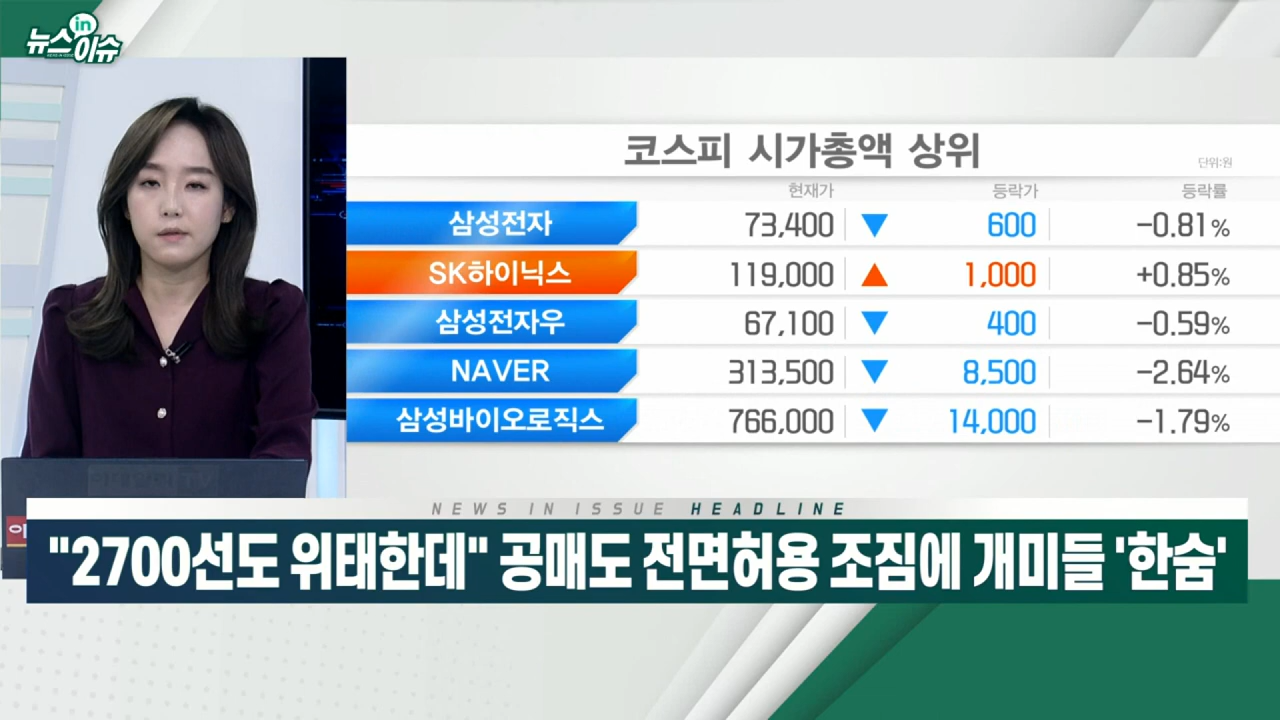 뉴스in이슈
코스피 시가총액 상위
단위:원
현재가 등락가 등락률
삼성전자 73,400 ▼ 600 -0.81%
SK하이닉스 119,000 ▲ 1,000 +0.85%
삼성전자우 67,100 ▼ 400 -0.59%
NAVER 313,500 ▼ 8,500 -2.64%
삼성바이오로직스 766,000 ▼ 14,000 -1.79%
NEWS IN ISSUE HEADLINE
"2700선도 위태한데" 공매도 전면허용 조짐에 개미들 '한숨'